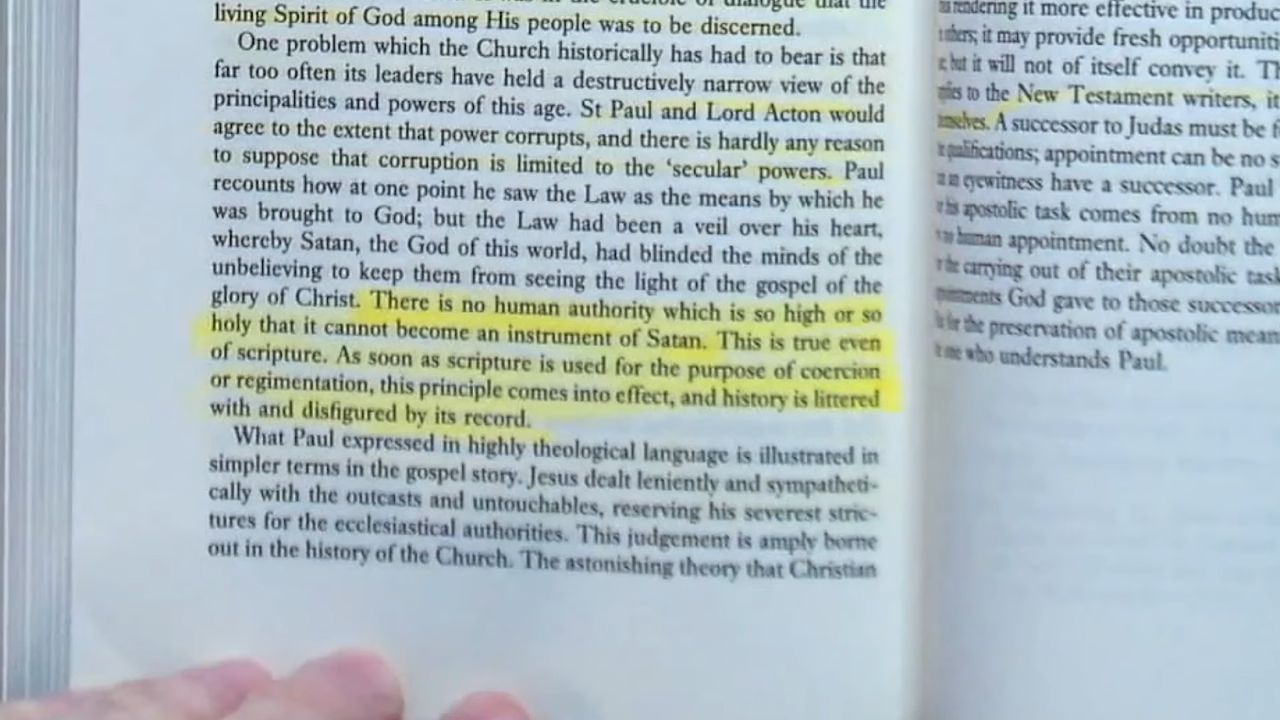 living Spirit of God among His people was to be discerned.
One problem which the Church historically has had to bear is that
far too often its leaders have held a destructively narrow view of the
principalities and powers of this age. St Paul and Lord Acton would
agree to the extent that power corrupts, and there is hardly any reason
to suppose that corruption is limited to the ‘secular’ powers. Paul
recounts how at one point he saw the Law as the means by which he
was brought to God; but the Law had been a veil over his heart,
whereby Satan, the God of this world, had blinded the minds of the
unbelieving to keep them from seeing the light of the gospel of the
glory of Christ. There is no human authority which is so high or so
holy that it cannot become an instrument of Satan. This is true even
of scripture. As soon as scripture is used for the purpose of coercion
or regimentation, this principle comes into effect, and history is littered
with and disfigured by its record.
What Paul expressed in highly theological language is illustrated in
simpler terms in the gospel story. Jesus dealt leniently and sympatheti-
cally with the outcasts and untouchables, reserving his severest stric-
tures for the ecclesiastical authorities. This judgement is amply borne
out in the history of the Church. The astonishing theory that Christian
rendering it more effective in produc
it may provide fresh opportuniti
but it will not of itself convey it. Th
to the New Testament writers, it
A successor to Judas must be f
qualifications; appointment can be no s
eyewitness have a successor. Paul
his apostolic task comes from no hum
human appointment. No doubt the
the carrying out of their apostolic task
God gave to those successor
for the preservation of apostolic mean
who understands Paul.